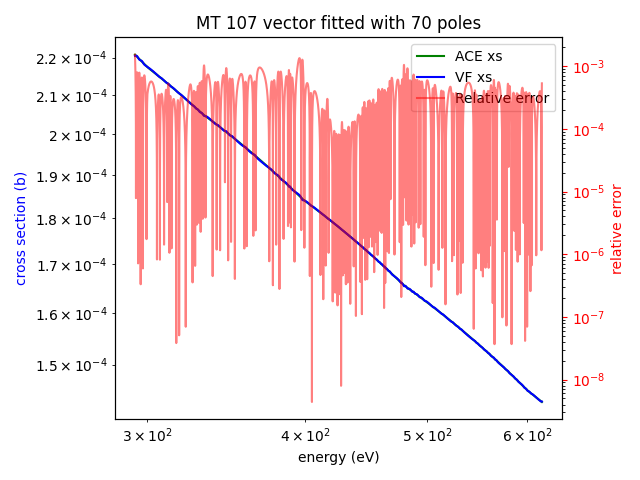 MT 107 vector fitted with 70 poles
ACE xs
VF xs
Relative error
2.2 × 10⁻⁴
2.1 × 10⁻⁴
2 × 10⁻⁴
1.9 × 10⁻⁴
1.8 × 10⁻⁴
1.7 × 10⁻⁴
1.6 × 10⁻⁴
1.5 × 10⁻⁴
cross section (b)
10⁻³
10⁻⁴
10⁻⁵
10⁻⁶
10⁻⁷
10⁻⁸
relative error
3 × 10² 4 × 10² 5 × 10² 6 × 10²
energy (eV)